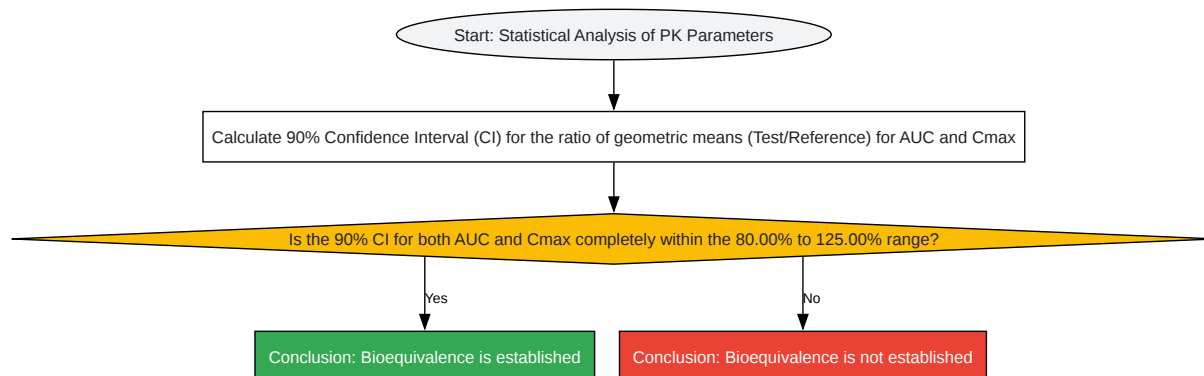 Start: Statistical Analysis of PK Parameters
Calculate 90% Confidence Interval (CI) for the ratio of geometric means (Test/Reference) for AUC and Cmax
Is the 90% CI for both AUC and Cmax completely within the 80.00% to 125.00% range?
Yes
No
Conclusion: Bioequivalence is established
Conclusion: Bioequivalence is not established